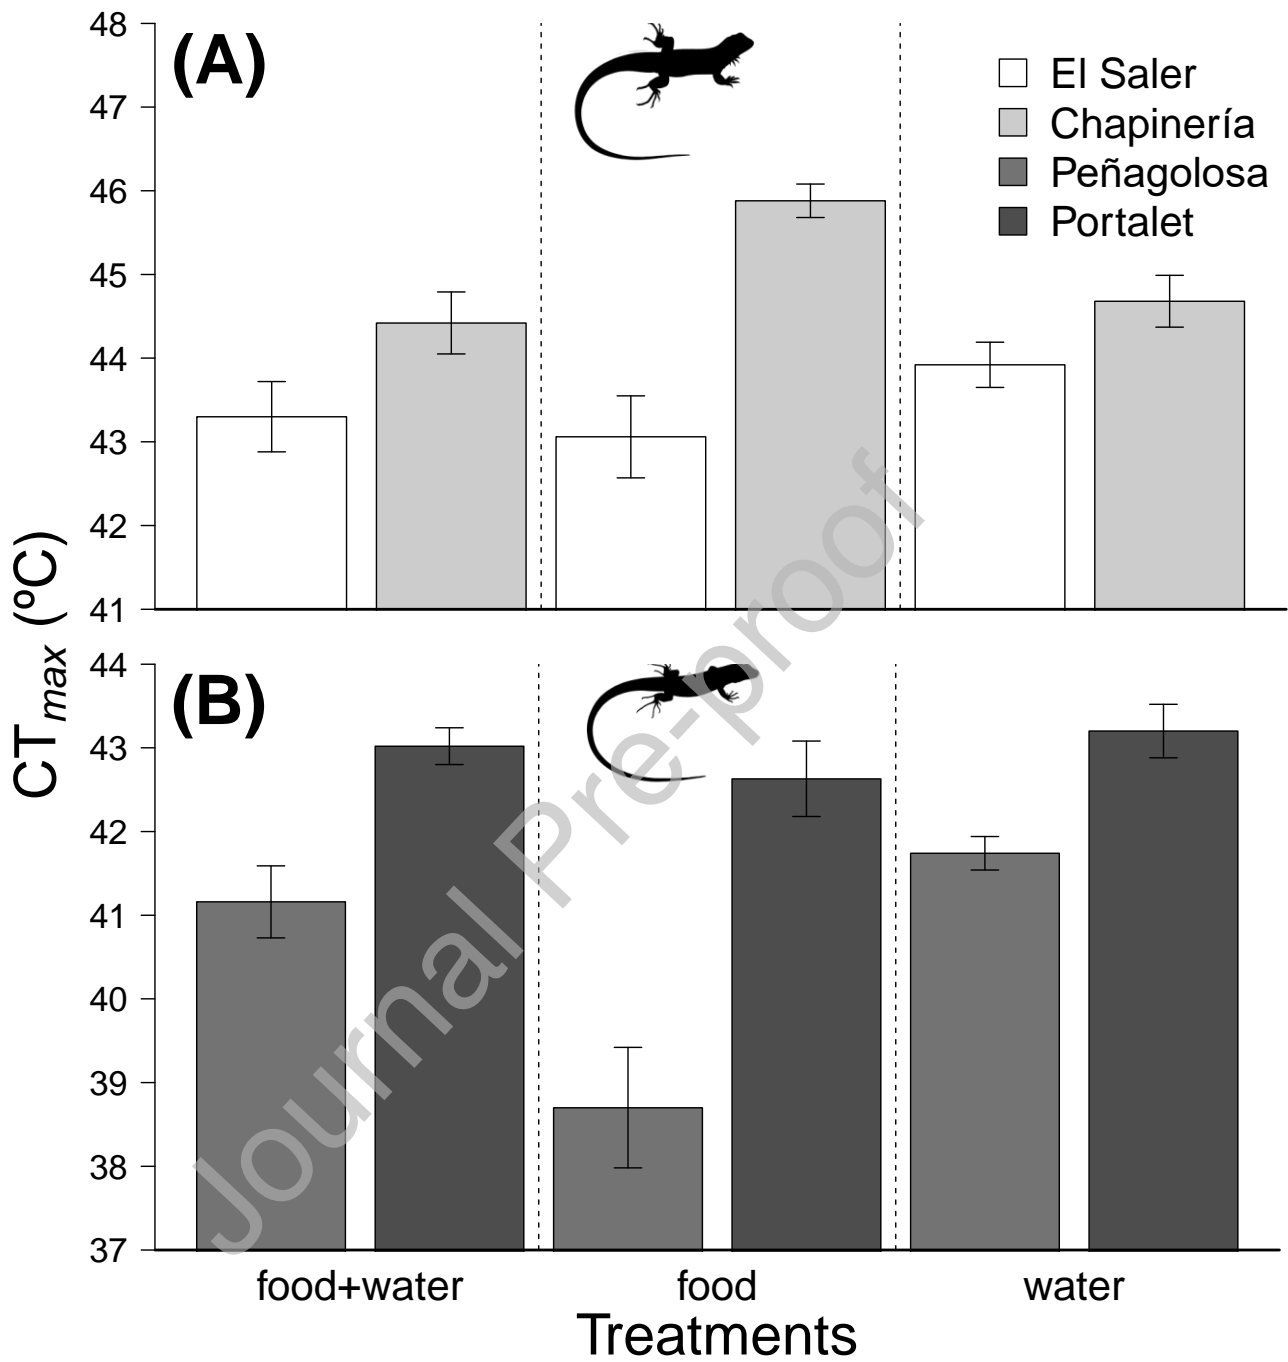 (A)
El Saler
Chapinería
Peñagolosa
Portalet
48
47
46
45
44
43
42
41
CTmax (ºC)
(B)
44
43
42
41
40
39
38
37
food+water
food
water
Treatments
Journal Pre-proof